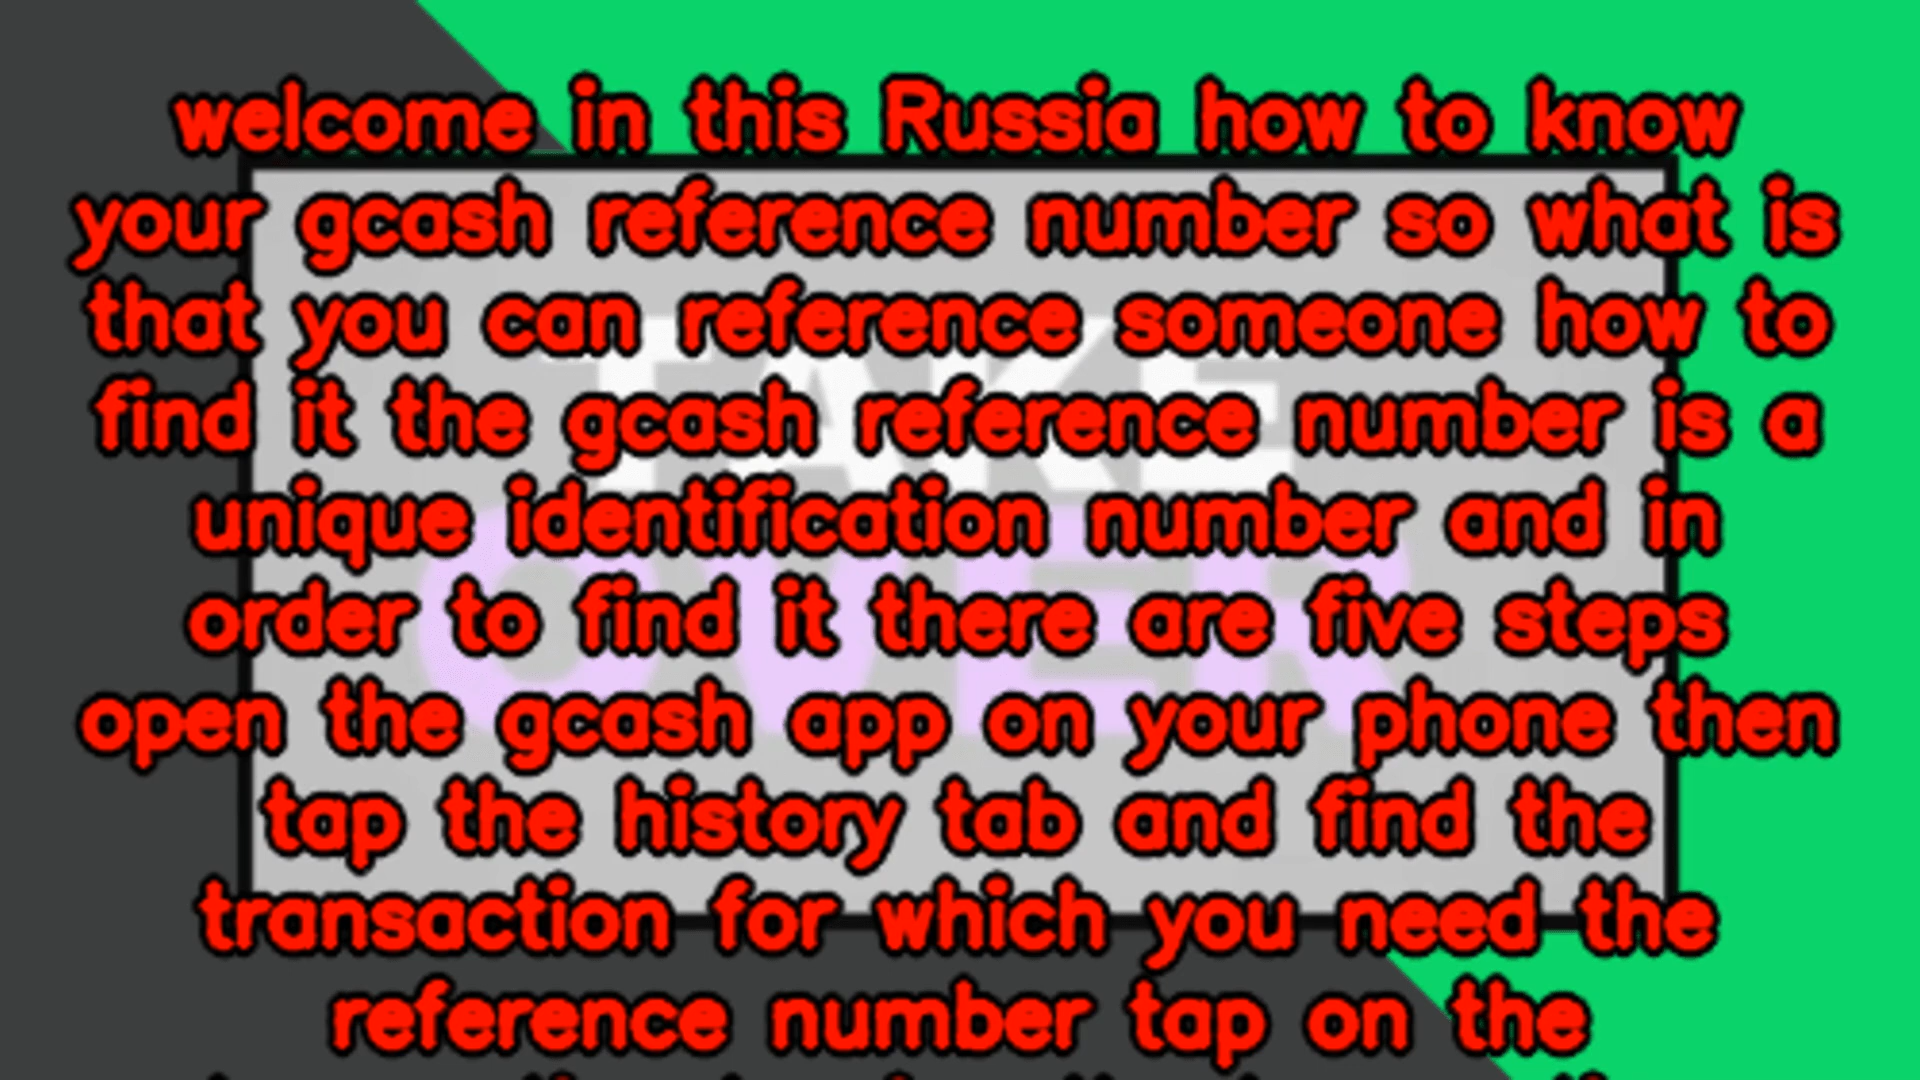 welcome in this Russia how to know
your gcash reference number so what is
that you can reference someone how to
find it the gcash reference number is a
unique identification number and in
order to find it there are five steps
open the gcash app on your phone then
tap the history tab and find the
transaction for which you need the
reference number tap on the
TAKE
OVER